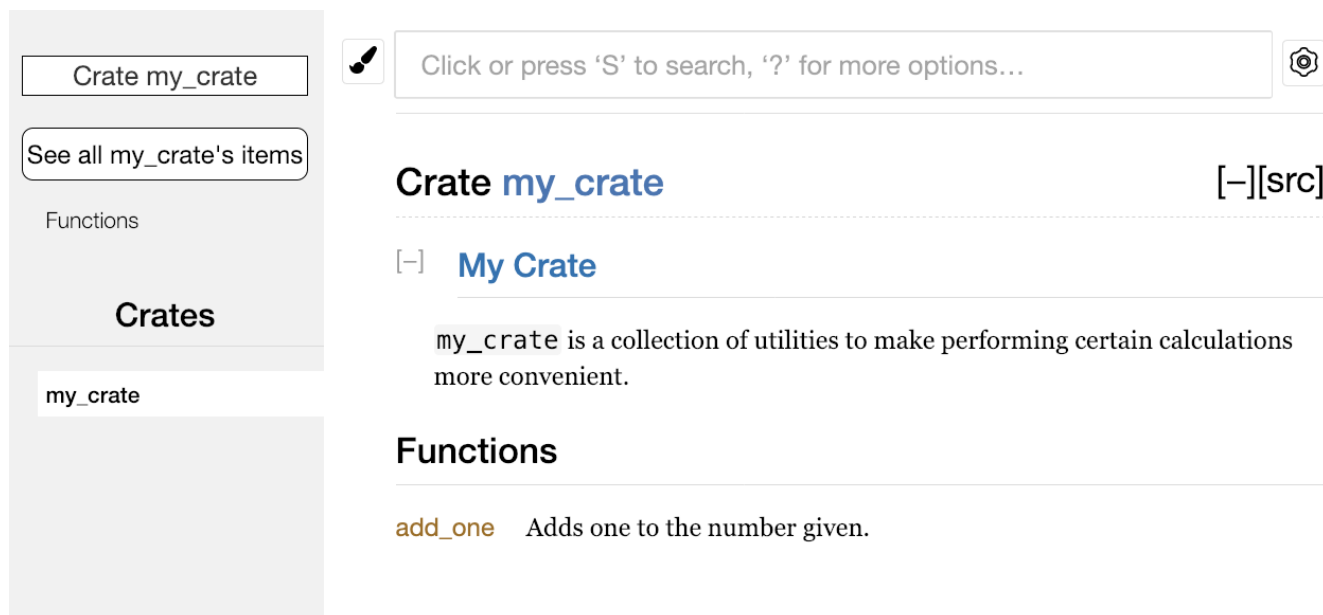 Crate my_crate
See all my_crate's items
Functions
Crates
my_crate
Click or press ‘S’ to search, ‘?’ for more options…
Crate my_crate [−][src]
[−] My Crate
my_crate is a collection of utilities to make performing certain calculations
more convenient.
Functions
add_one Adds one to the number given.